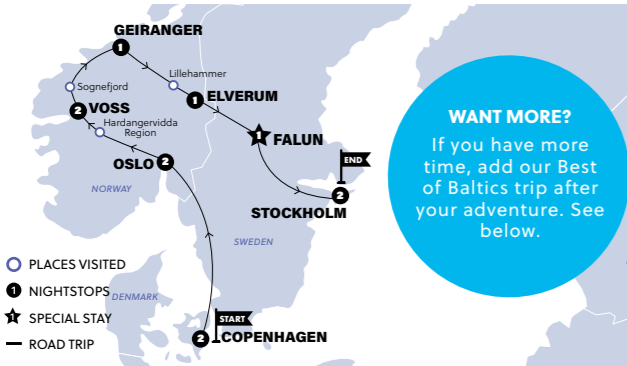 GEIRANGER
1
Lillehammer
Sognefjord
1
ELVERUM
2
VOSS
Hardangervidda
Region
1
FALUN
OSLO
2
END
NORWAY
2
STOCKHOLM
SWEDEN
PLACES VISITED
1 NIGHTSTOPS
DENMARK
1 SPECIAL STAY
START
ROAD TRIP
2
COPENHAGEN
WANT MORE?
If you have more
time, add our Best
of Baltics trip after
your adventure. See
below.